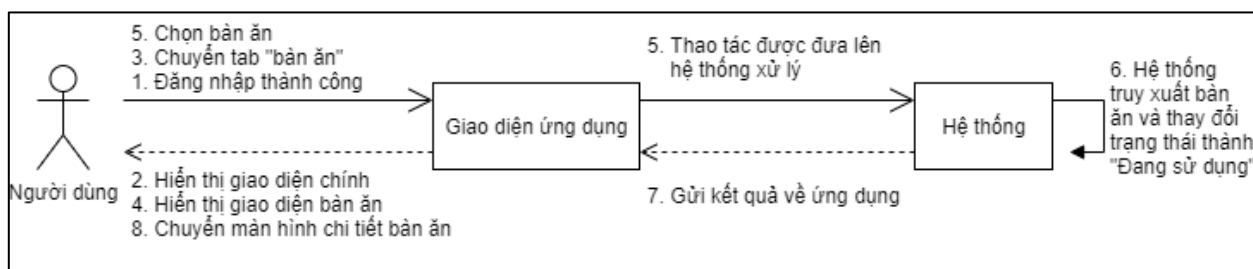 5. Chọn bàn ăn
3. Chuyển tab "bàn ăn"
1. Đăng nhập thành công
5. Thao tác được đưa lên
hệ thống xử lý
6. Hệ thống
truy xuất bàn
ăn và thay đổi
trạng thái thành
"Đang sử dụng"
Giao diện ứng dụng
Hệ thống
Người dùng
2. Hiển thị giao diện chính
4. Hiển thị giao diện bàn ăn
8. Chuyển màn hình chi tiết bàn ăn
7. Gửi kết quả về ứng dụng